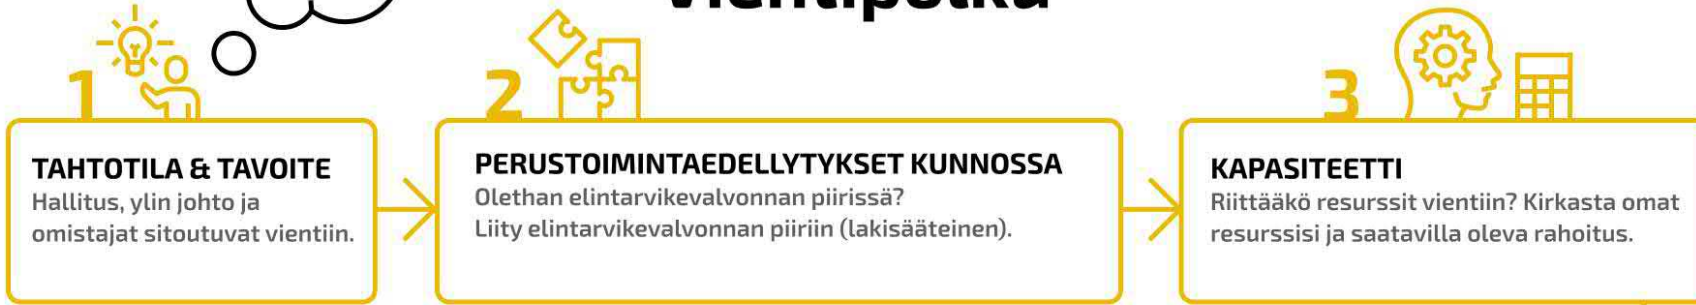 Vientipolku
1
2
3
TAHTOTILA & TAVOITE
Hallitus, ylin johto ja
omistajat sitoutuvat vientiin.
PERUSTOIMINTAEDELLYTYKSET KUNNOSSA
Olethan elintarvikevalvonnan piirissä?
Liity elintarvikevalvonnan piiriin (lakisääteinen).
KAPASITEETTI
Riittääkö resurssit vientiin? Kirkasta omat
resurssisi ja saatavilla oleva rahoitus.